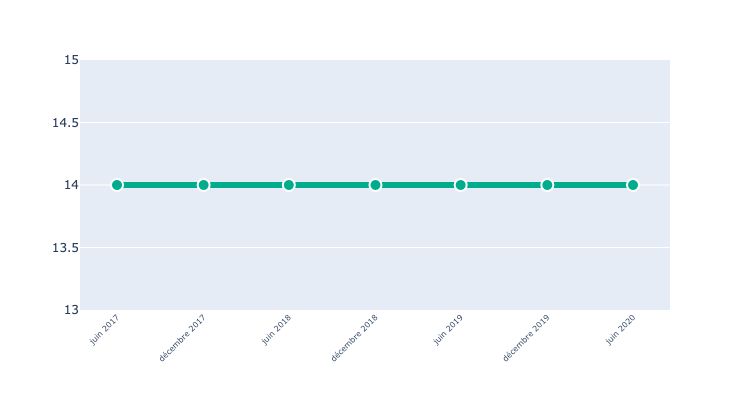 15
14.5
14
13.5
13
juin 2017
décembre 2017
juin 2018
décembre 2018
juin 2019
décembre 2019
juin 2020